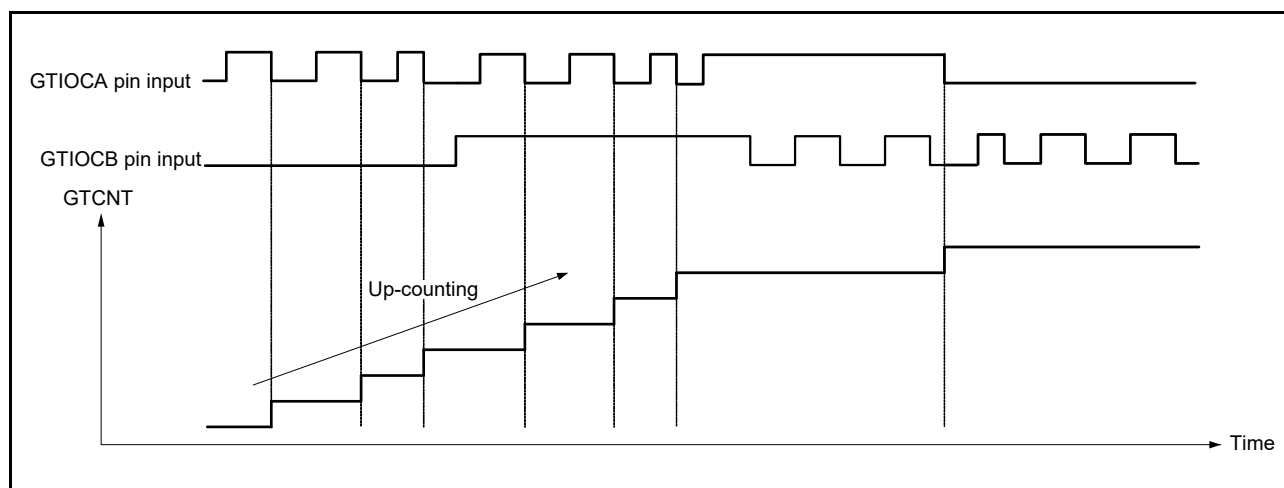 GTIOCA pin input
GTIOCB pin input
GTCNT
Up-counting
Time